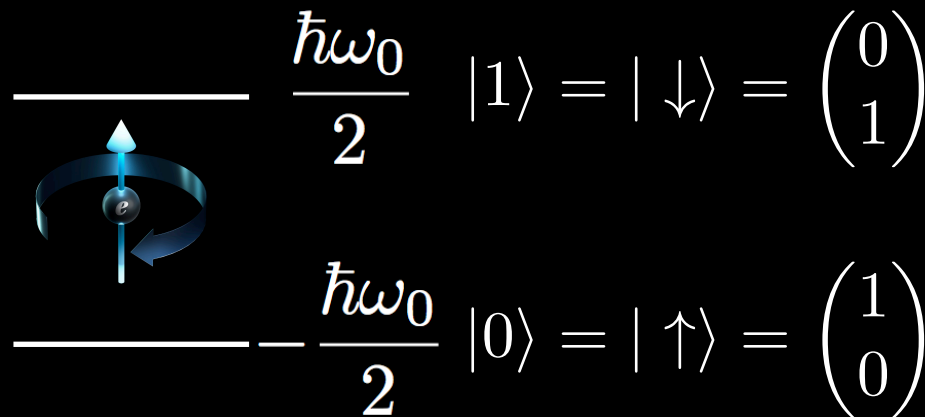 ħω₀/2 |1⟩ = |↓⟩ = (0 1)
e
−ħω₀/2 |0⟩ = |↑⟩ = (1 0)